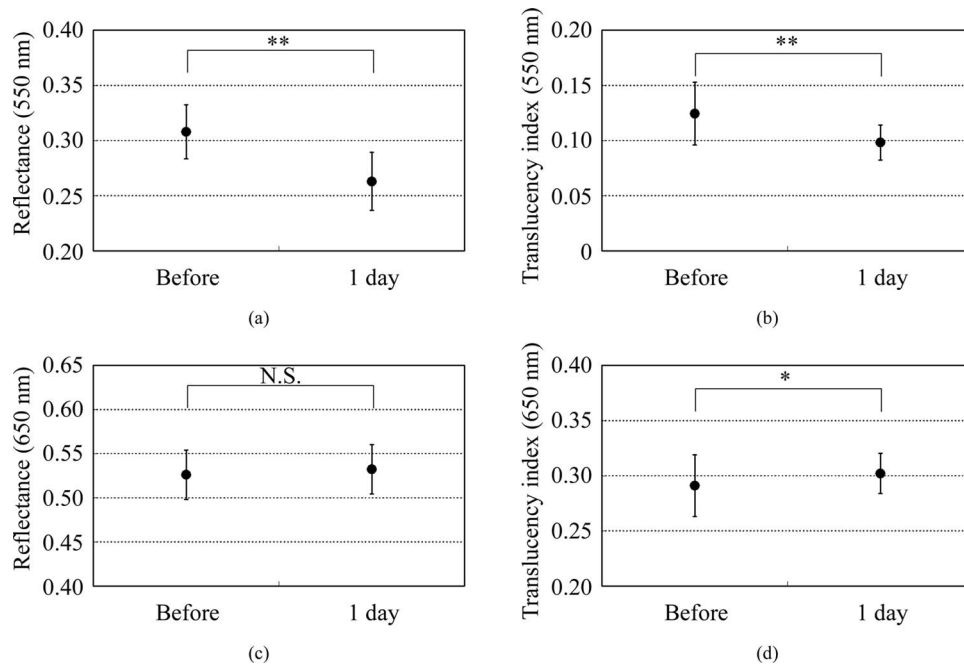 Reflectance (550 nm)
0.40
0.35
0.30
0.25
0.20
**
Before
1 day
(a)
Translucency index (550 nm)
0.20
0.15
0.10
0.05
0
**
Before
1 day
(b)
Reflectance (650 nm)
0.65
0.60
0.55
0.50
0.45
0.40
N.S.
Before
1 day
(c)
Translucency index (650 nm)
0.40
0.35
0.30
0.25
0.20
*
Before
1 day
(d)